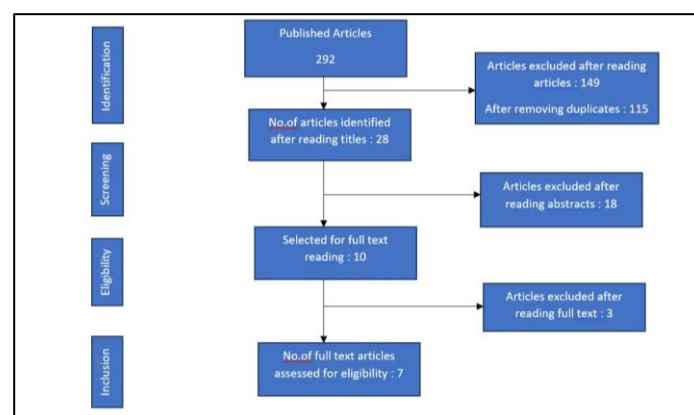 Identification
Published Articles
292
Articles excluded after reading
articles : 149
After removing duplicates : 115
No.of articles identified
after reading titles : 28
Screening
Articles excluded after
reading abstracts : 18
Selected for full text
reading : 10
Eligibility
Articles excluded after
reading full text : 3
Inclusion
No.of full text articles
assessed for eligibility : 7